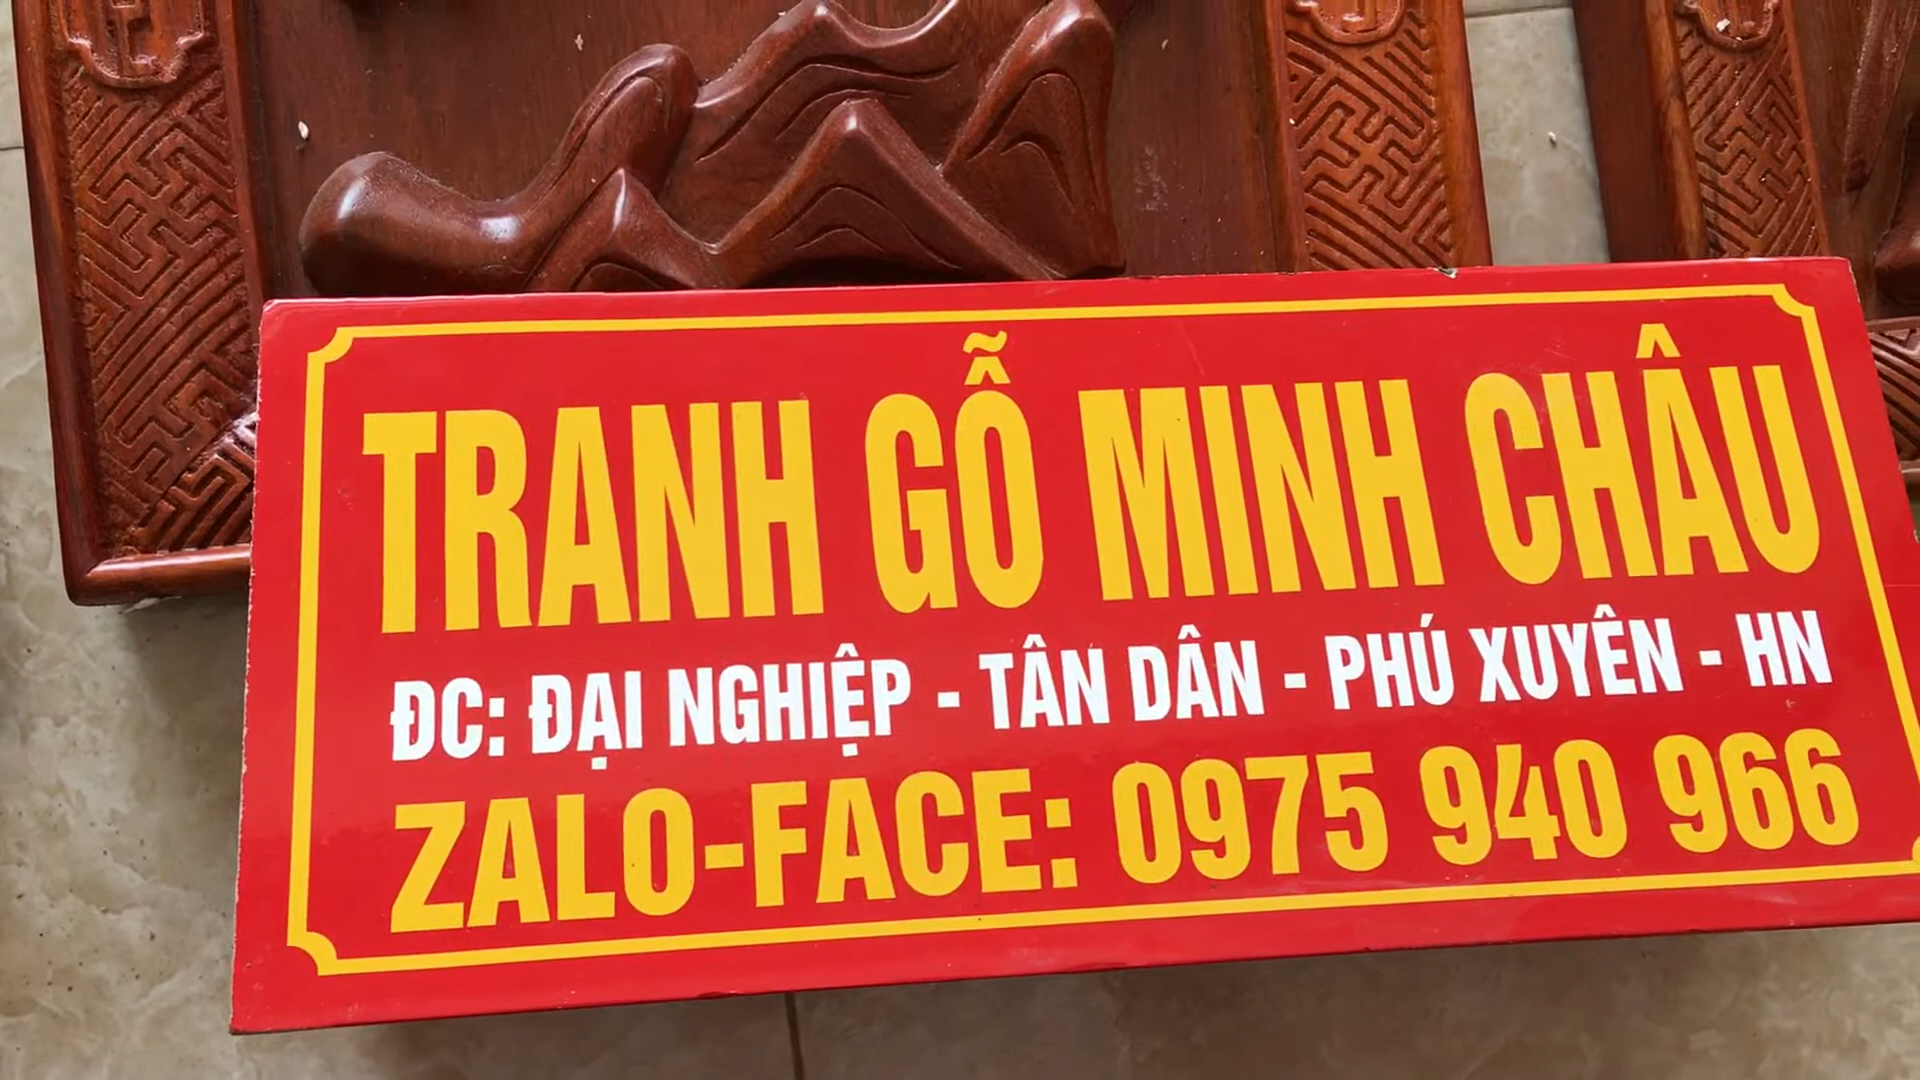 TRANH GỖ MINH CHÂU
ĐC: ĐẠI NGHIỆP - TÂN DÂN - PHÚ XUYÊN - HN
ZALO-FACE: 0975 940 966